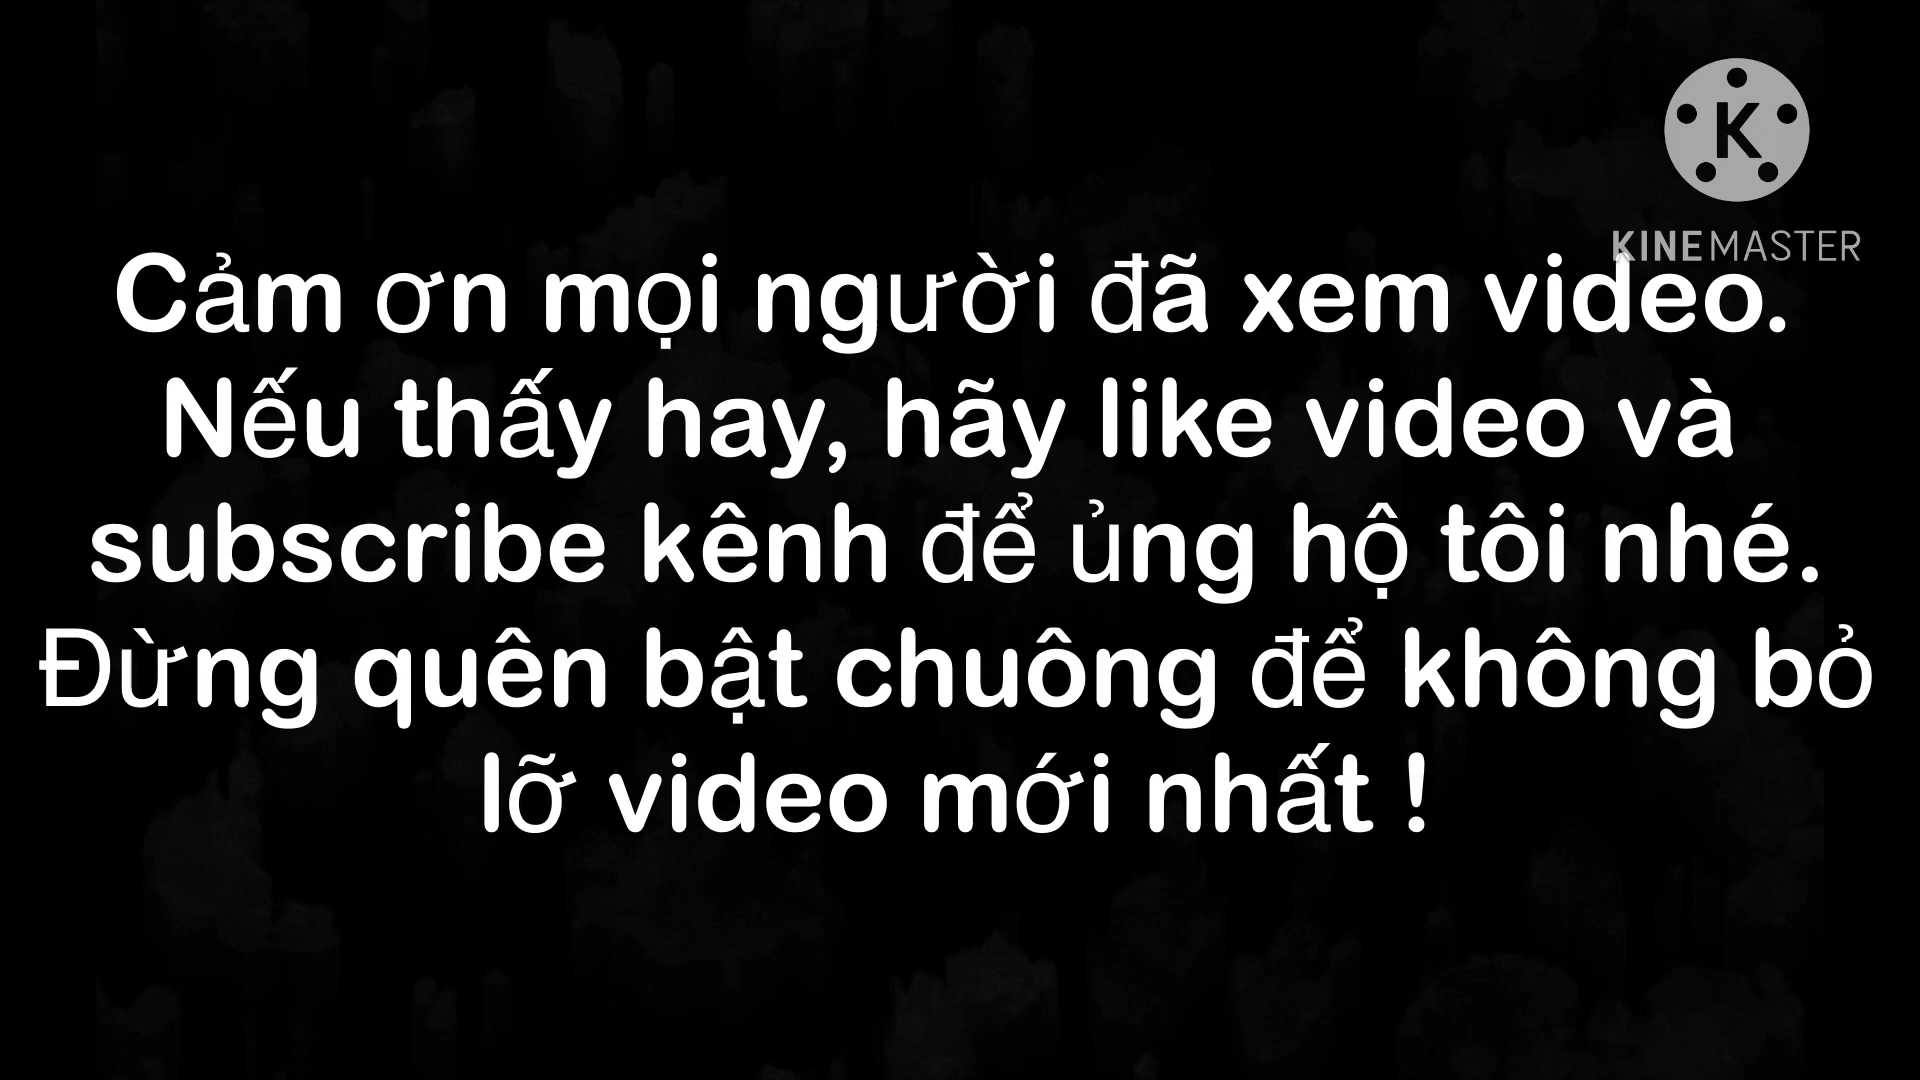 K
KINEMASTER
Cảm ơn mọi người đã xem video.
Nếu thấy hay, hãy like video và
subscribe kênh để ủng hộ tôi nhé.
Đừng quên bật chuông để không bỏ
lỡ video mới nhất !